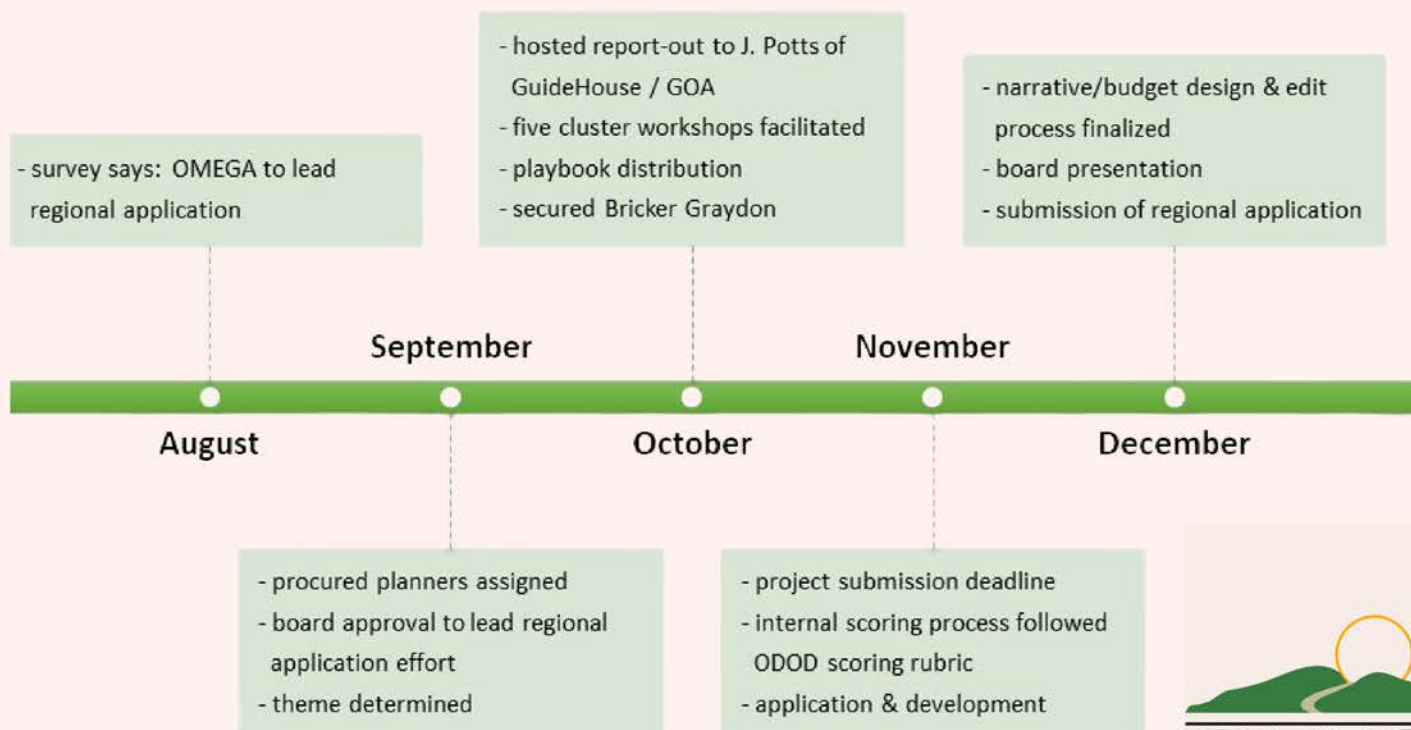 - survey says: OMEGA to lead
regional application
- hosted report-out to J. Potts of
GuideHouse / GOA
- five cluster workshops facilitated
- playbook distribution
- secured Bricker Graydon
- narrative/budget design & edit
process finalized
- board presentation
- submission of regional application
September
November
August
October
December
- procured planners assigned
- board approval to lead regional
application effort
- theme determined
- project submission deadline
- internal scoring process followed
ODOD scoring rubric
- application & development